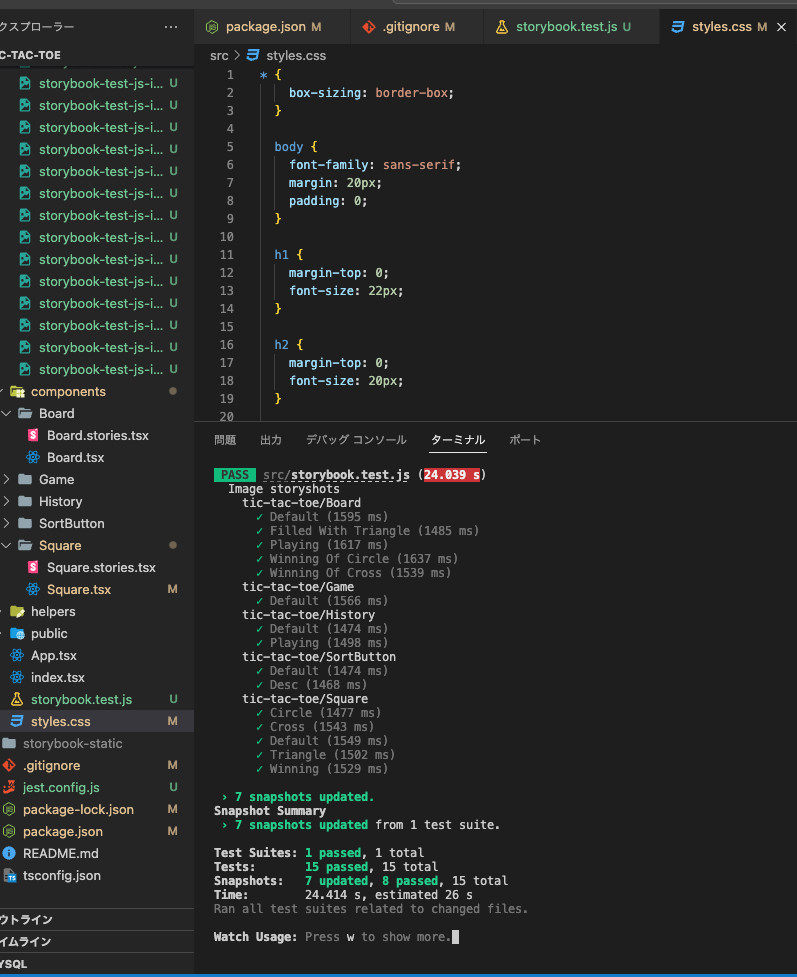 クスプローラー ···
C-TAC-TOE
storybook-test-js-i... U
storybook-test-js-i... U
storybook-test-js-i... U
storybook-test-js-i... U
storybook-test-js-i... U
storybook-test-js-i... U
storybook-test-js-i... U
storybook-test-js-i... U
storybook-test-js-i... U
storybook-test-js-i... U
storybook-test-js-i... U
storybook-test-js-i... U
storybook-test-js-i... U
storybook-test-js-i... U
components
Board
Board.stories.tsx
Board.tsx
Game
History
SortButton
Square
Square.stories.tsx
Square.tsx M
helpers
public
App.tsx
index.tsx
storybook.test.js U
styles.css M
storybook-static
.gitignore M
jest.config.js U
package-lock.json M
package.json M
README.md
tsconfig.json
ウトライン
イムライン
YSQL
package.json M
.gitignore M
storybook.test.js U
styles.css M ×
src > styles.css
1 * {
2 box-sizing: border-box;
3 }
4
5 body {
6 font-family: sans-serif;
7 margin: 20px;
8 padding: 0;
9 }
10
11 h1 {
12 margin-top: 0;
13 font-size: 22px;
14 }
15
16 h2 {
17 margin-top: 0;
18 font-size: 20px;
19 }
20
問題 出力 デバッグ コンソール ターミナル ポート
PASS src/storybook.test.js (24.039 s)
Image storyshots
tic-tac-toe/Board
✓ Default (1595 ms)
✓ Filled With Triangle (1485 ms)
✓ Playing (1617 ms)
✓ Winning Of Circle (1637 ms)
✓ Winning Of Cross (1539 ms)
tic-tac-toe/Game
✓ Default (1566 ms)
tic-tac-toe/History
✓ Default (1474 ms)
✓ Playing (1498 ms)
tic-tac-toe/SortButton
✓ Default (1474 ms)
✓ Desc (1468 ms)
tic-tac-toe/Square
✓ Circle (1477 ms)
✓ Cross (1543 ms)
✓ Default (1549 ms)
✓ Triangle (1502 ms)
✓ Winning (1529 ms)
› 7 snapshots updated.
Snapshot Summary
› 7 snapshots updated from 1 test suite.
Test Suites: 1 passed, 1 total
Tests: 15 passed, 15 total
Snapshots: 7 updated, 8 passed, 15 total
Time: 24.414 s, estimated 26 s
Ran all test suites related to changed files.
Watch Usage: Press w to show more.